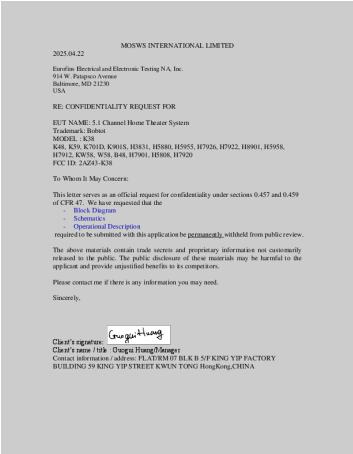 MOSWS INTERNATIONAL LIMITED
2025.04.22
Eurofins Electrical and Electronic Testing NA, Inc.
914 W. Patapsco Avenue
Baltimore, MD 21230
USA
RE: CONFIDENTIALITY REQUEST FOR
EUT NAME: 5.1 Channel Home Theater System
Trademark: Bobtot
MODEL : K38
K48, K59, K701D, K901S, H3831, H5880, H5955, H7926, H7922, H8901, H5958,
H7912, KW58, W58, B48, H7901, H5808, H7920
FCC ID: 2AZ43-K38
To Whom It May Concern:
This letter serves as an official request for confidentiality under sections 0.457 and 0.459
of CFR 47. We have requested that the
- Block Diagram
- Schematics
- Operational Description
required to be submitted with this application be permanently withheld from public review.
The above materials contain trade secrets and proprietary information not customarily
released to the public. The public disclosure of these materials may be harmful to the
applicant and provide unjustified benefits to its competitors.
Please contact me if there is any information you may need.
Sincerely,
Guogui Huang
Client's signature:
Client's name / title : Guogui Huang/Manager
Contact information / address: FLAT/RM 07 BLK B 5/F KING YIP FACTORY
BUILDING 59 KING YIP STREET KWUN TONG HongKong,CHINA